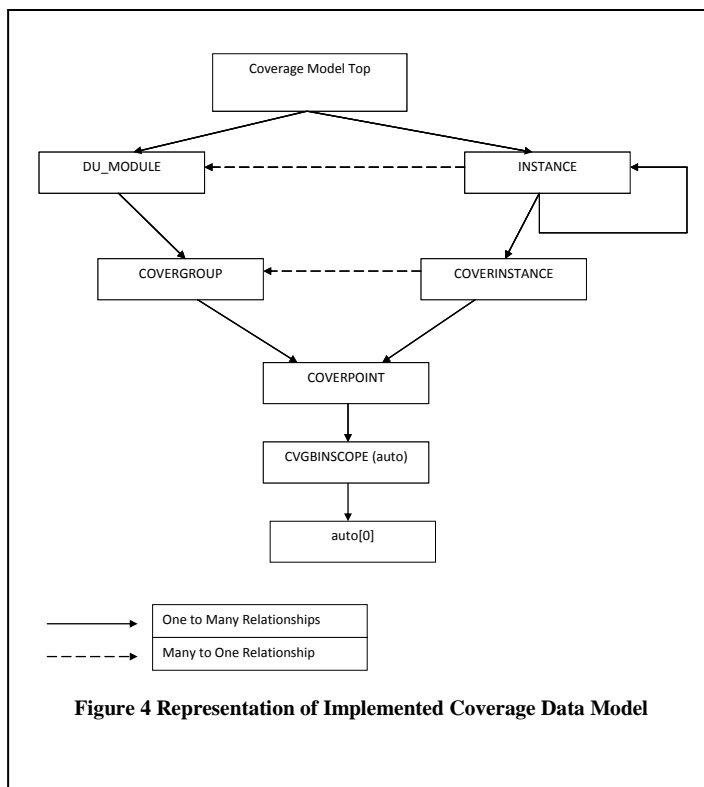 Coverage Model Top
DU_MODULE
INSTANCE
COVERGROUP
COVERINSTANCE
COVERPOINT
CVGBINSCOPE (auto)
auto[0]
One to Many Relationships
Many to One Relationship
Figure 4 Representation of Implemented Coverage Data Model